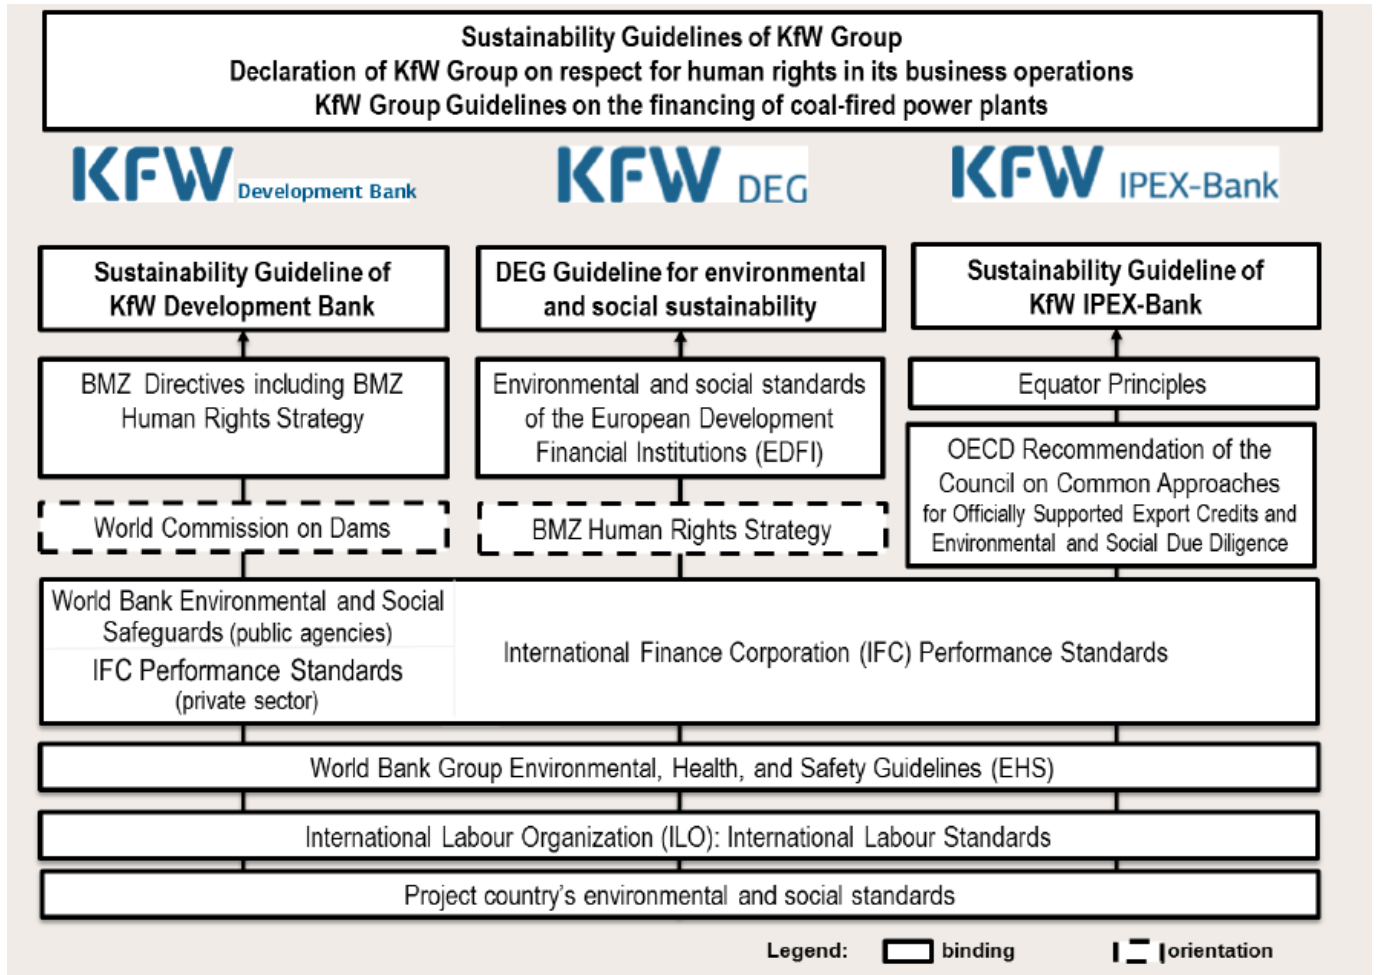 Sustainability Guidelines of KfW Group
Declaration of KfW Group on respect for human rights in its business operations
KfW Group Guidelines on the financing of coal-fired power plants
KFW Development Bank
KFW DEG
KFW IPEX-Bank
Sustainability Guideline of
KfW Development Bank
DEG Guideline for environmental
and social sustainability
Sustainability Guideline of
KfW IPEX-Bank
BMZ Directives including BMZ
Human Rights Strategy
Environmental and social standards
of the European Development
Financial Institutions (EDFI)
Equator Principles
OECD Recommendation of the
Council on Common Approaches
for Officially Supported Export Credits and
Environmental and Social Due Diligence
World Commission on Dams
BMZ Human Rights Strategy
World Bank Environmental and Social
Safeguards (public agencies)
IFC Performance Standards
(private sector)
International Finance Corporation (IFC) Performance Standards
World Bank Group Environmental, Health, and Safety Guidelines (EHS)
International Labour Organization (ILO): International Labour Standards
Project country's environmental and social standards
Legend: binding orientation